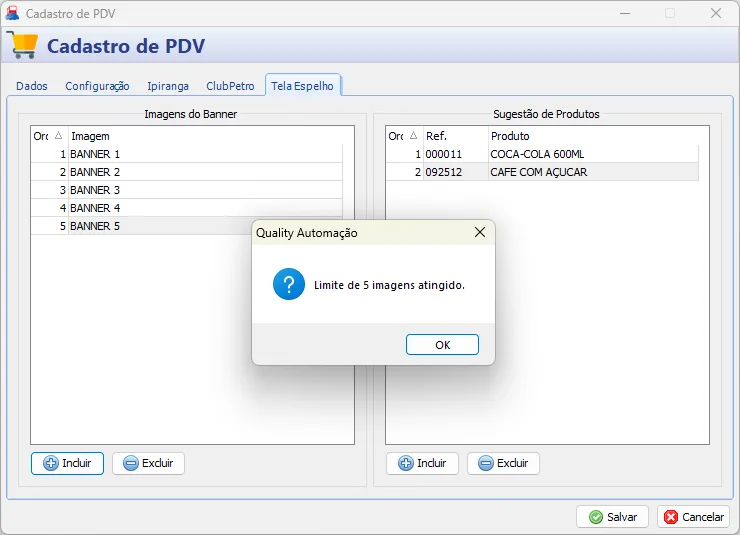 Cadastro de PDV
Cadastro de PDV
Dados Configuração Ipiranga ClubPetro Tela Espelho
Imagens do Banner
Orc Imagem
1 BANNER 1
2 BANNER 2
3 BANNER 3
4 BANNER 4
5 BANNER 5
Incluir Excluir
Sugestão de Produtos
Orc Ref. Produto
1 000011 COCA-COLA 600ML
2 092512 CAFE COM AÇUCAR
Incluir Excluir
Quality Automação
Limite de 5 imagens atingido.
OK
Salvar Cancelar